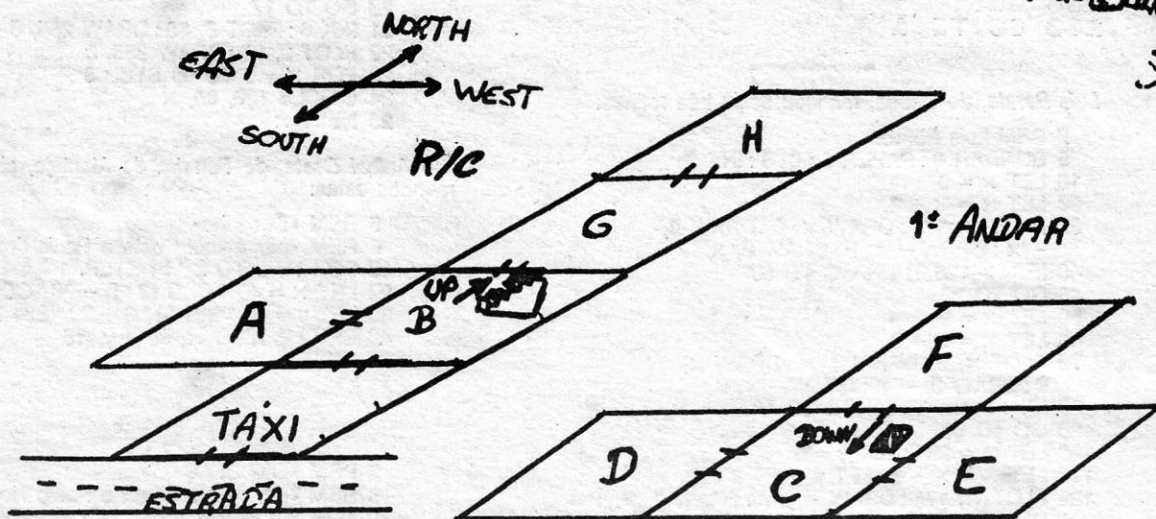 NORTH
EAST
WEST
SOUTH
R/C
H
G
1º ANDAR
UP
A
B
F
TAXI
DOWN
D
C
E
ESTRADA